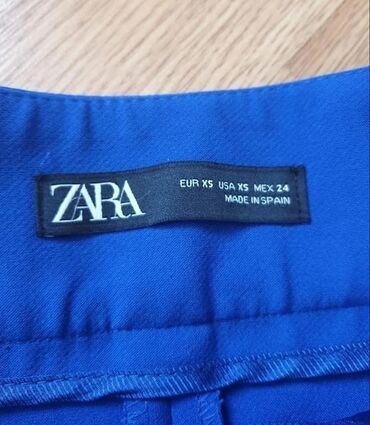 ZARA
EUR XS USA XS MEX 24
MADE IN SPAIN